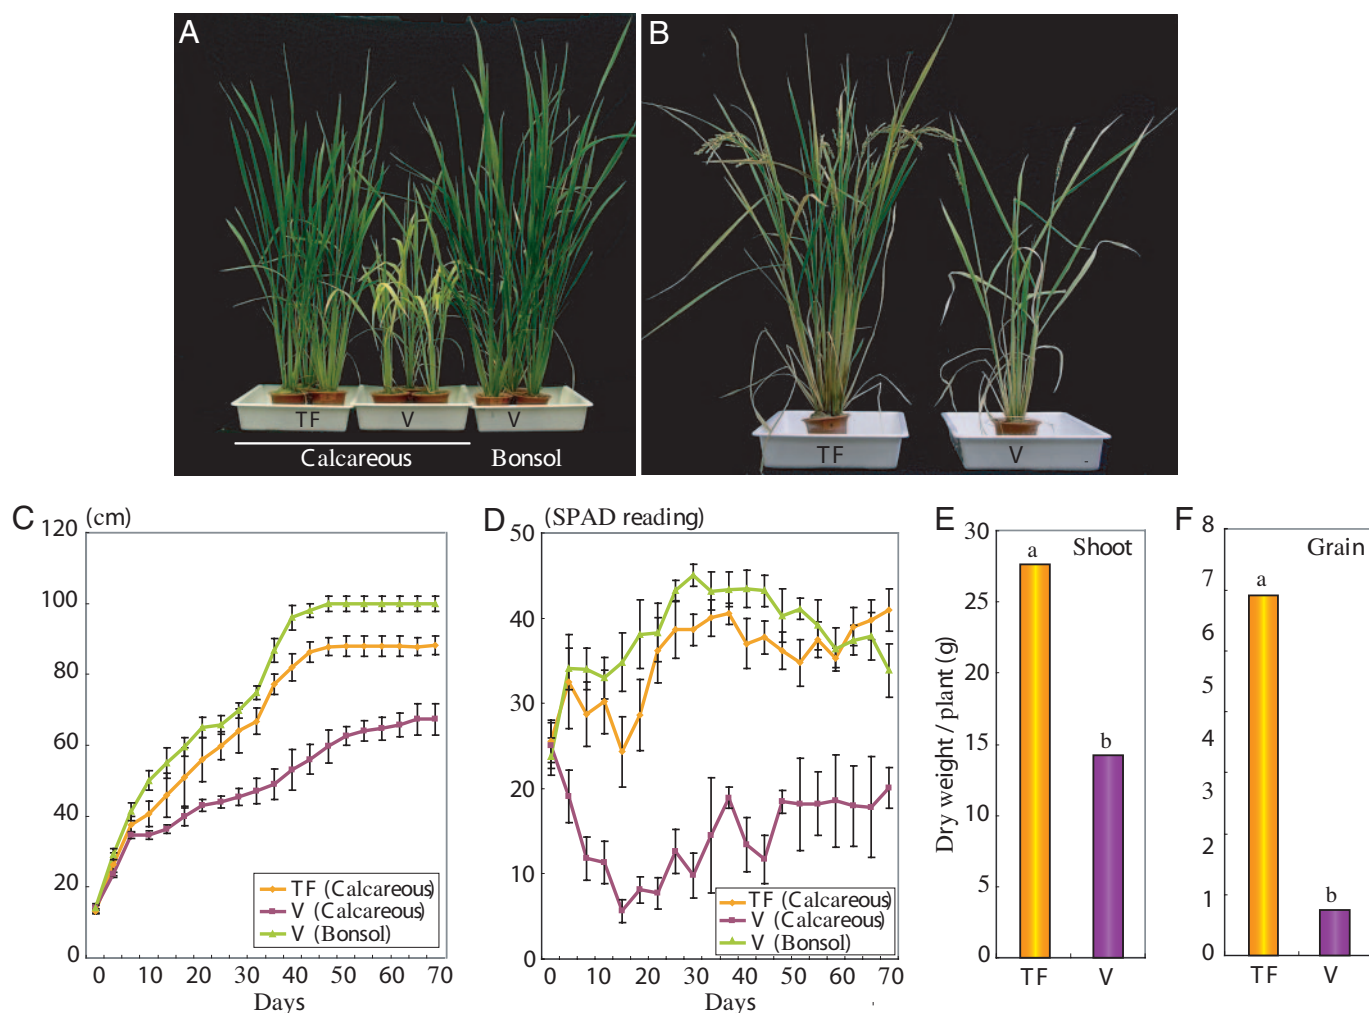 A
B
TF
V
V
Calcareous
Bonsol
TF
V
C
(cm)
120
100
80
60
40
20
0
0 10 20 30 40 50 60 70
Days
TF (Calcareous)
V (Calcareous)
V (Bonsol)
D
(SPAD reading)
50
40
30
20
10
0
0 10 20 30 40 50 60 70
Days
TF (Calcareous)
V (Calcareous)
V (Bonsol)
E
Shoot
Dry weight / plant (g)
30
25
20
15
10
5
0
a
b
TF V
F
Grain
8
7
6
5
4
3
2
1
0
a
b
TF V